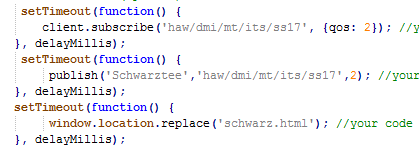 setTimeout(function() {
client.subscribe('haw/dmi/mt/its/ss17', {qos: 2}); //y
}, delayMillis);
setTimeout(function() {
publish('Schwarztee','haw/dmi/mt/its/ss17',2); //your
}, delayMillis);
setTimeout(function() {
window.location.replace('schwarz.html'); //your code
}, delayMillis);